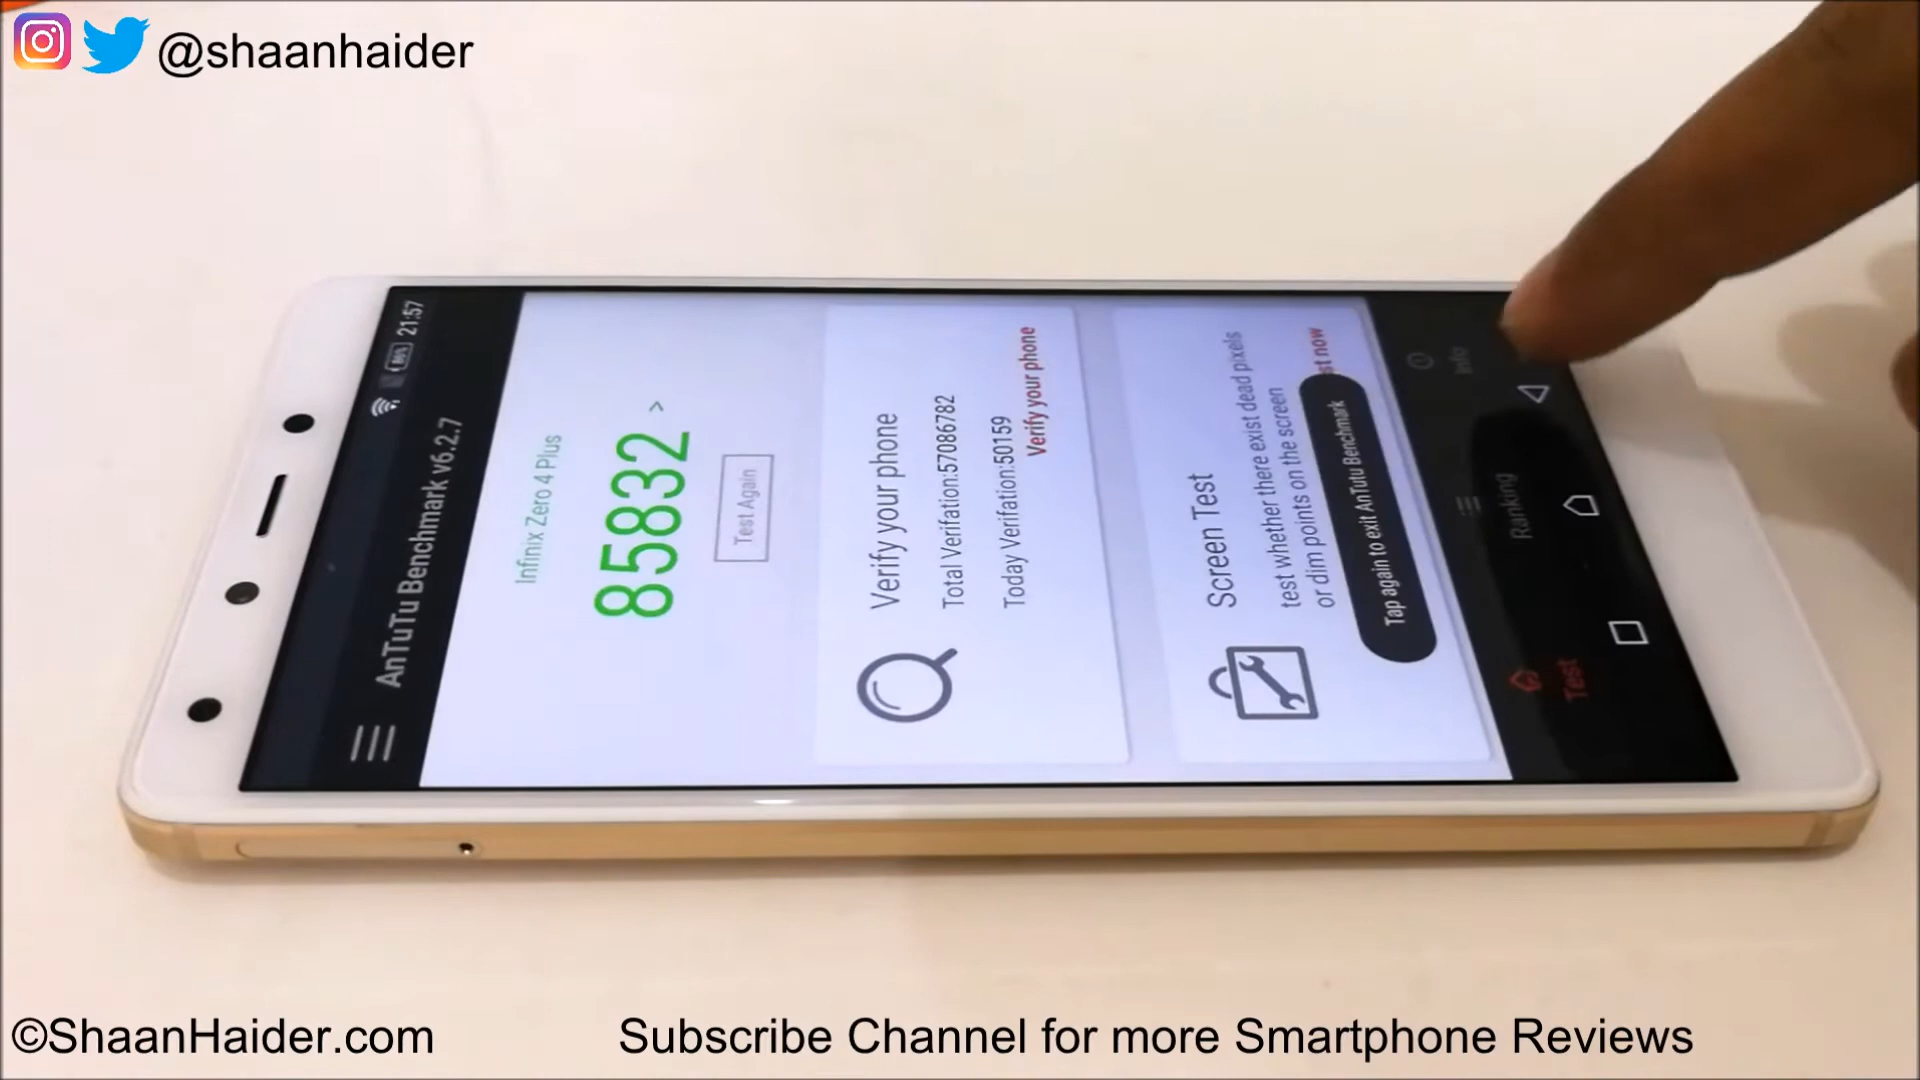 @shaanhaider
21:57
AnTuTu Benchmark v6.2.7
Infinix Zero 4 Plus
85832 >
Test Again
Verify your phone
Total Verifation:57086782
Today Verifation:50159
Verify your phone
Screen Test
test whether there exist dead pixels
or dim points on the screen
st now
Tap again to exit AnTutu Benchmark
Test
Ranking
Info
©ShaanHaider.com
Subscribe Channel for more Smartphone Reviews